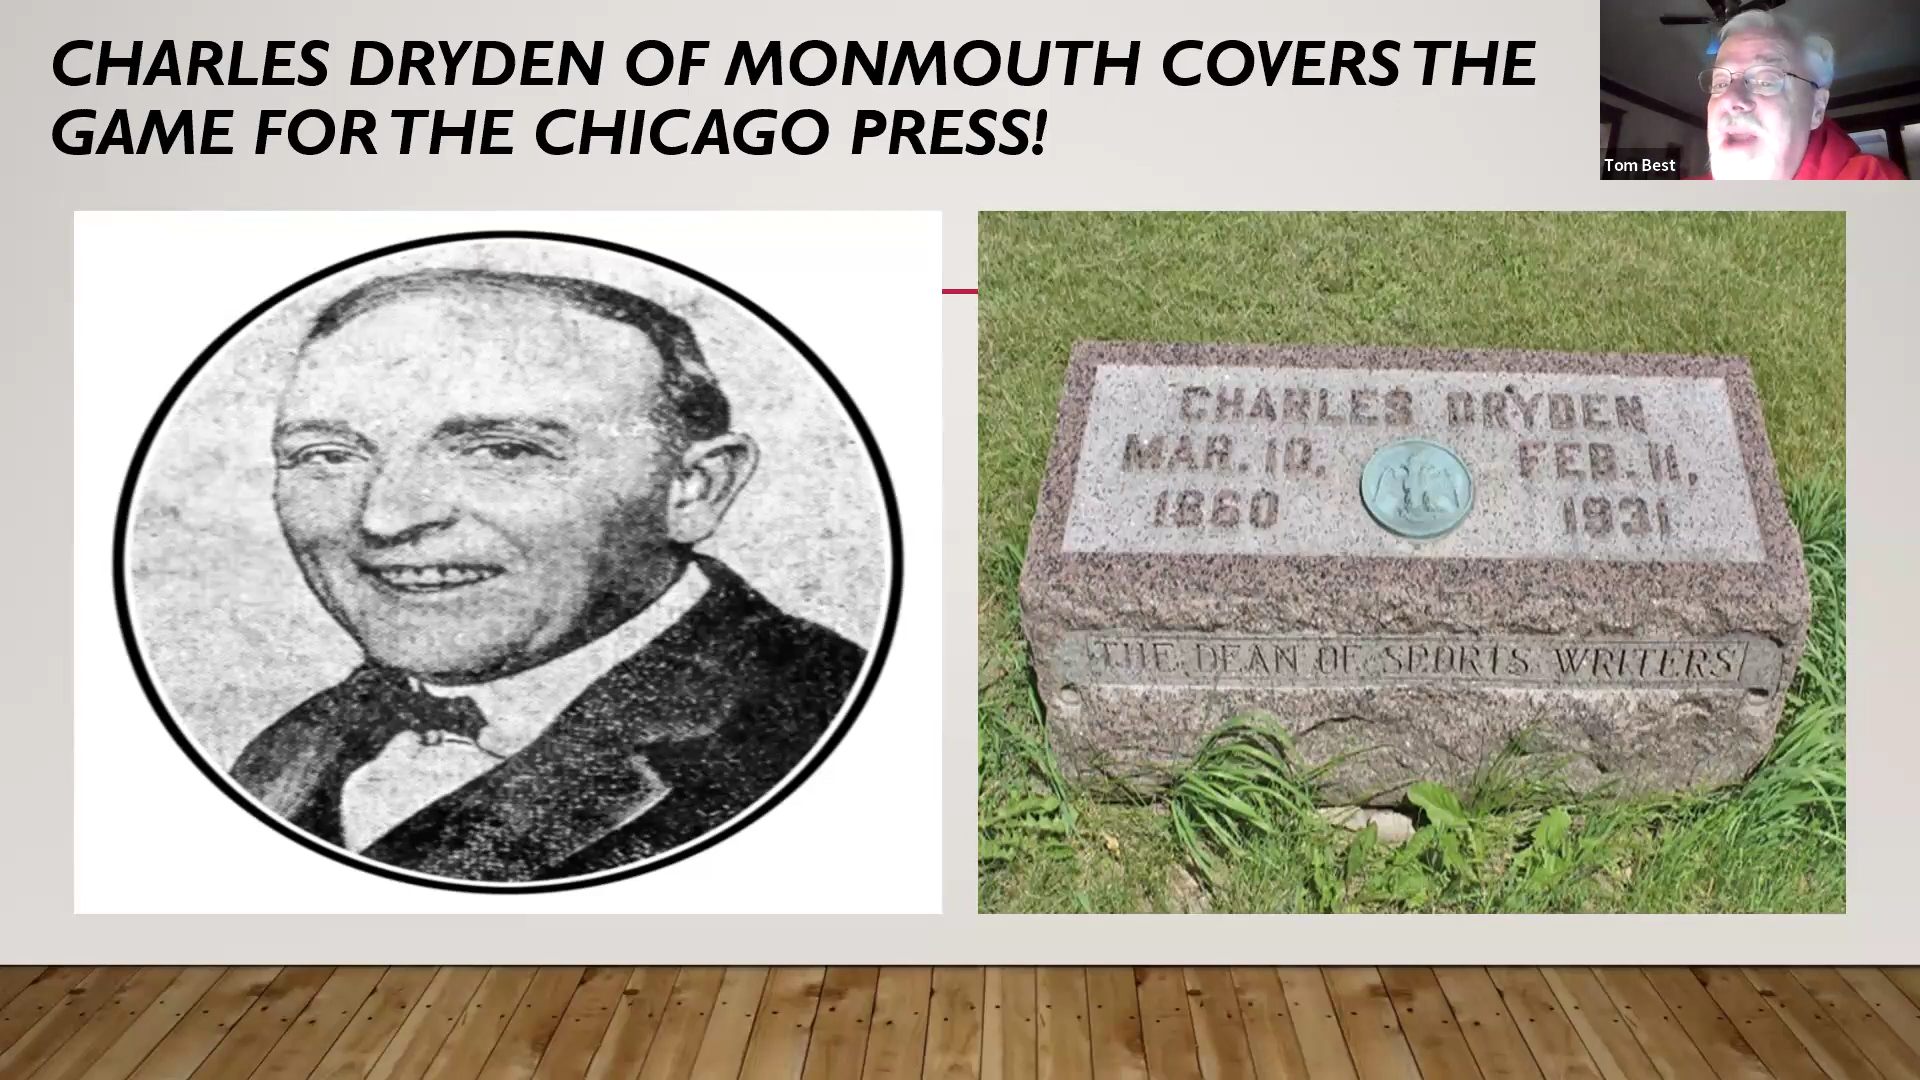 CHARLES DRYDEN OF MONMOUTH COVERS THE
GAME FOR THE CHICAGO PRESS!
Tom Best
CHARLES DRYDEN
MAR. 10, FEB. 11,
1860 1931
THE DEAN OF SPORTS WRITERS